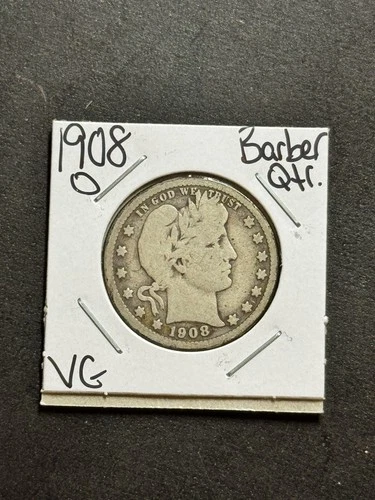 1908
O
Barber
Qtr.
IN GOD WE TRUST
1908
VG